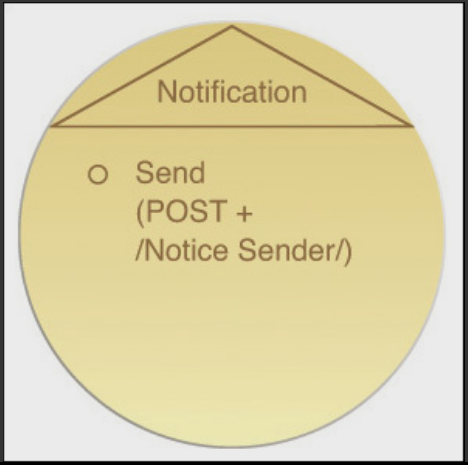 Notification
Send
(POST +
/Notice Sender/)